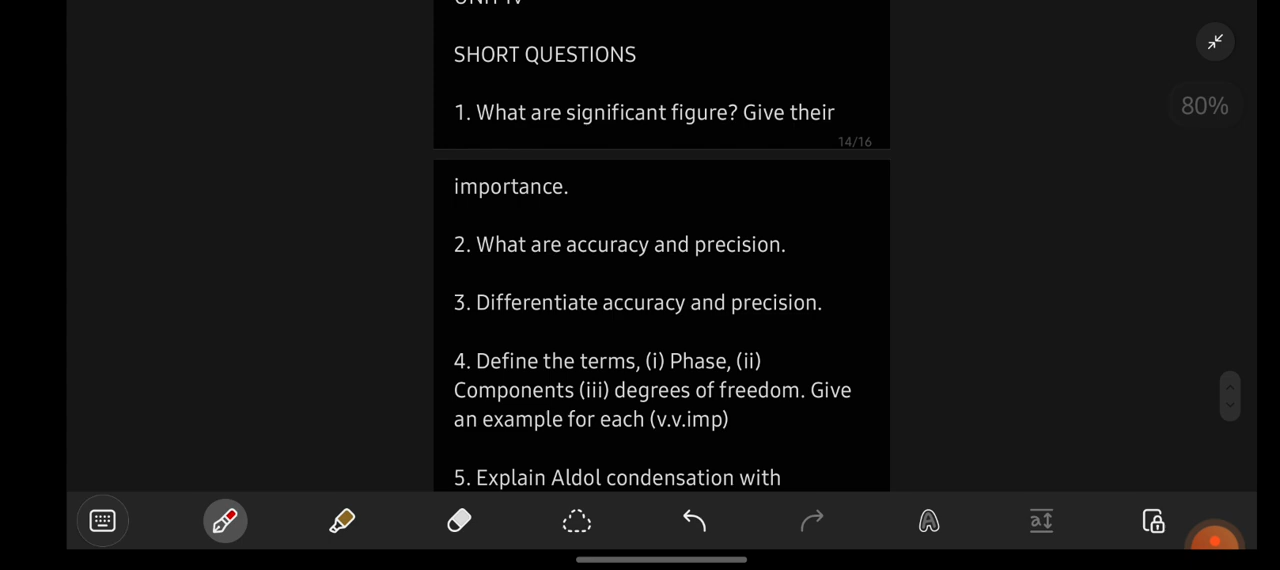 UNIT IV
SHORT QUESTIONS
1. What are significant figure? Give their
14/16
80%
importance.
2. What are accuracy and precision.
3. Differentiate accuracy and precision.
4. Define the terms, (i) Phase, (ii)
Components (iii) degrees of freedom. Give
an example for each (v.v.imp)
5. Explain Aldol condensation with